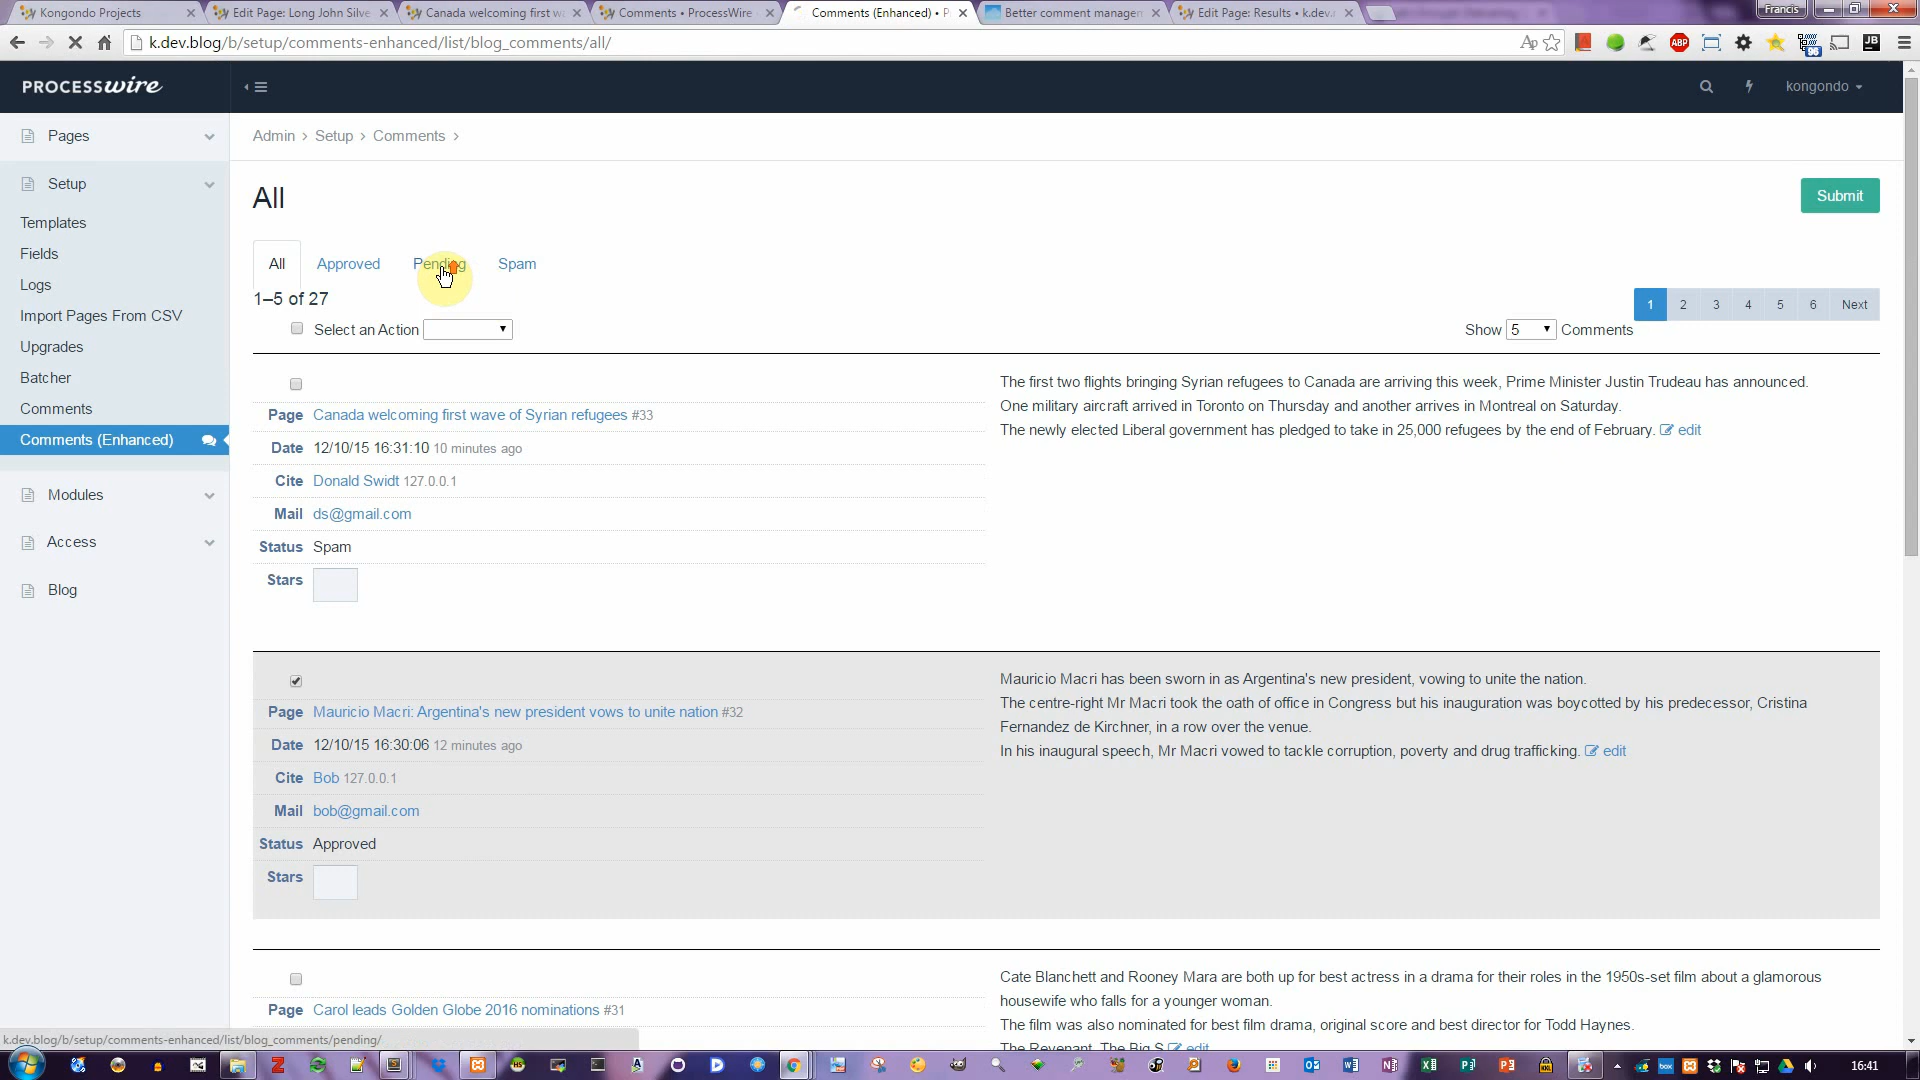 Kongondo Projects
Edit Page: Long John Silve
Canada welcoming first w
Comments • ProcessWire
Comments (Enhanced) • P
Better comment managem
Edit Page: Results • k.dev.
Francis
k.dev.blog/b/setup/comments-enhanced/list/blog_comments/all/
PROCESSwire
kongondo
Pages
Setup
Templates
Fields
Logs
Import Pages From CSV
Upgrades
Batcher
Comments
Comments (Enhanced)
Modules
Access
Blog
Admin > Setup > Comments >
All
Submit
All Approved Pending Spam
1–5 of 27
1 2 3 4 5 6 Next
Select an Action
Show 5 Comments
Page Canada welcoming first wave of Syrian refugees #33
Date 12/10/15 16:31:10 10 minutes ago
Cite Donald Swidt 127.0.0.1
Mail ds@gmail.com
Status Spam
Stars
The first two flights bringing Syrian refugees to Canada are arriving this week, Prime Minister Justin Trudeau has announced.
One military aircraft arrived in Toronto on Thursday and another arrives in Montreal on Saturday.
The newly elected Liberal government has pledged to take in 25,000 refugees by the end of February. edit
Page Mauricio Macri: Argentina's new president vows to unite nation #32
Date 12/10/15 16:30:06 12 minutes ago
Cite Bob 127.0.0.1
Mail bob@gmail.com
Status Approved
Stars
Mauricio Macri has been sworn in as Argentina's new president, vowing to unite the nation.
The centre-right Mr Macri took the oath of office in Congress but his inauguration was boycotted by his predecessor, Cristina
Fernandez de Kirchner, in a row over the venue.
In his inaugural speech, Mr Macri vowed to tackle corruption, poverty and drug trafficking. edit
Page Carol leads Golden Globe 2016 nominations #31
Cate Blanchett and Rooney Mara are both up for best actress in a drama for their roles in the 1950s-set film about a glamorous
housewife who falls for a younger woman.
The film was also nominated for best film drama, original score and best director for Todd Haynes.
The Revenant, The Big S edit
k.dev.blog/b/setup/comments-enhanced/list/blog_comments/pending/
16:41